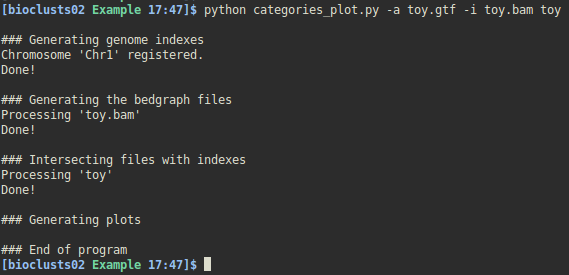 [bioclusts02 Example 17:47]$ python categories_plot.py -a toy.gtf -i toy.bam toy
### Generating genome indexes
Chromosome 'Chr1' registered.
Done!
### Generating the bedgraph files
Processing 'toy.bam'
Done!
### Intersecting files with indexes
Processing 'toy'
Done!
### Generating plots
### End of program
[bioclusts02 Example 17:47]$